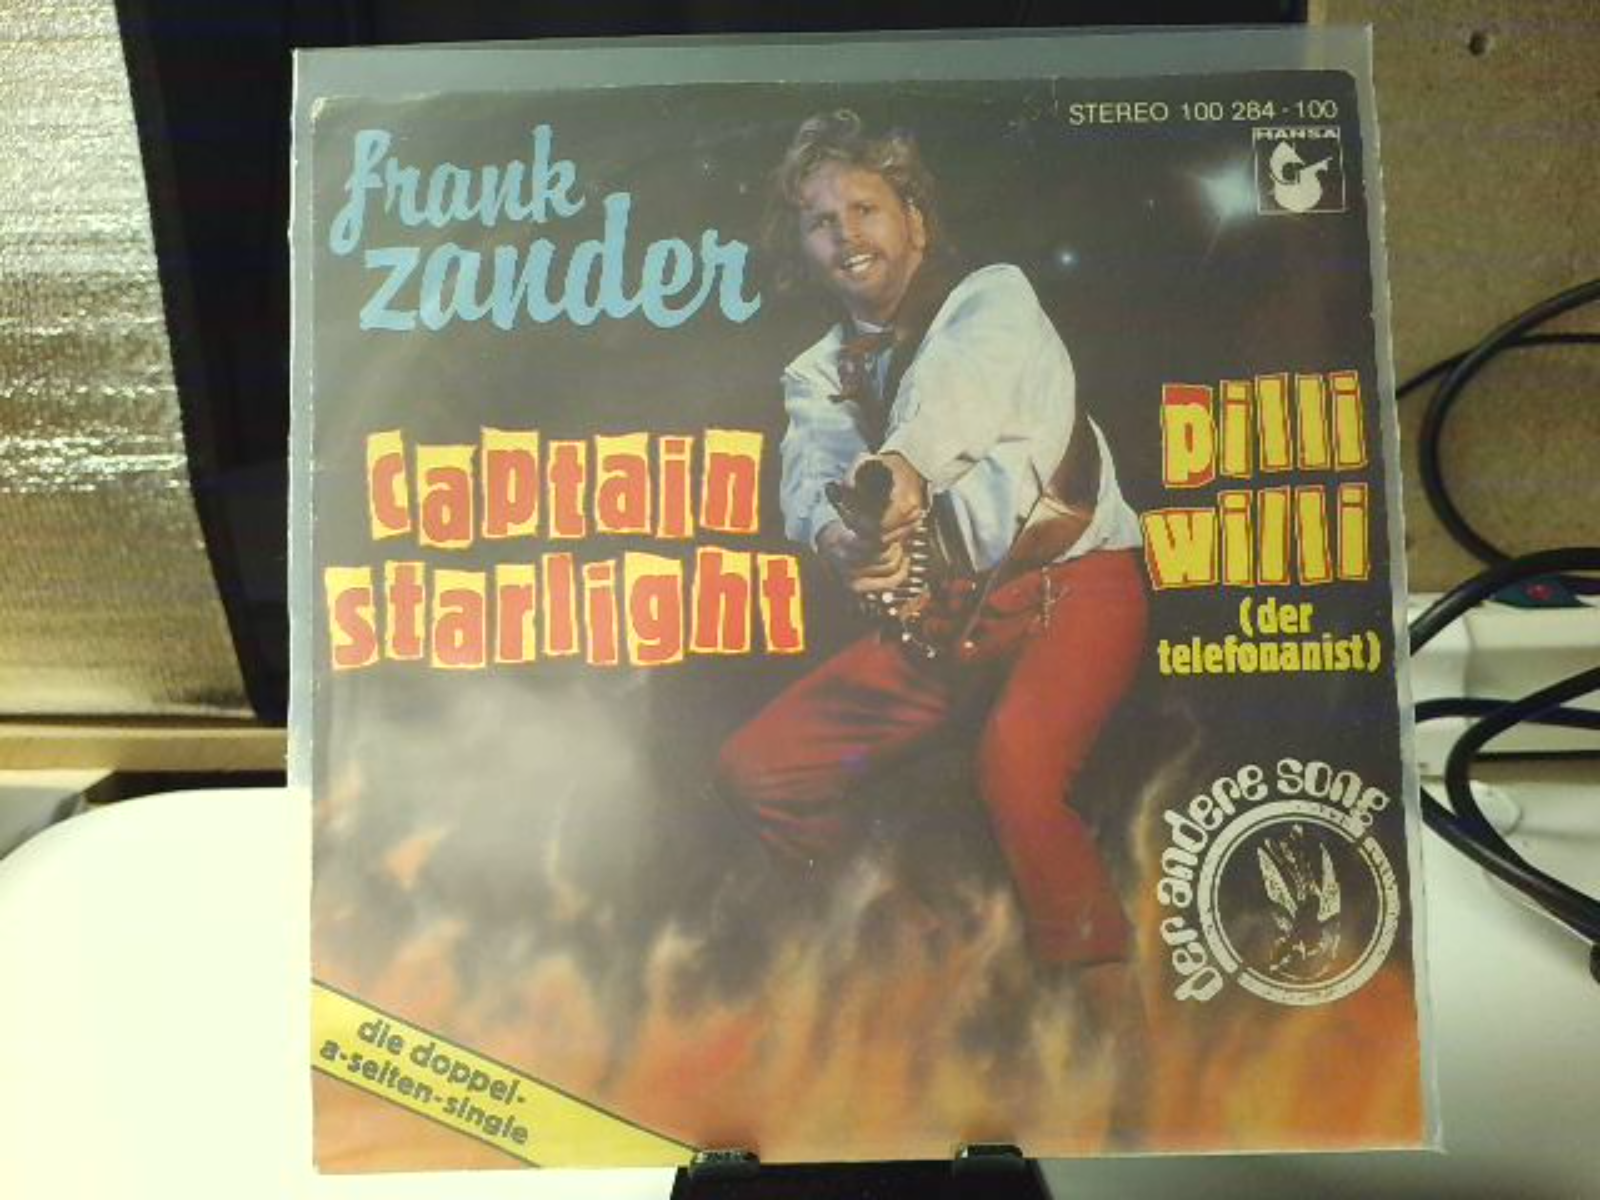 STEREO 100 284-100
HANSA
frank
zander
captain
starlight
pilli
willi
(der
telefonanist)
der andere song
die doppel-
a-seiten-single